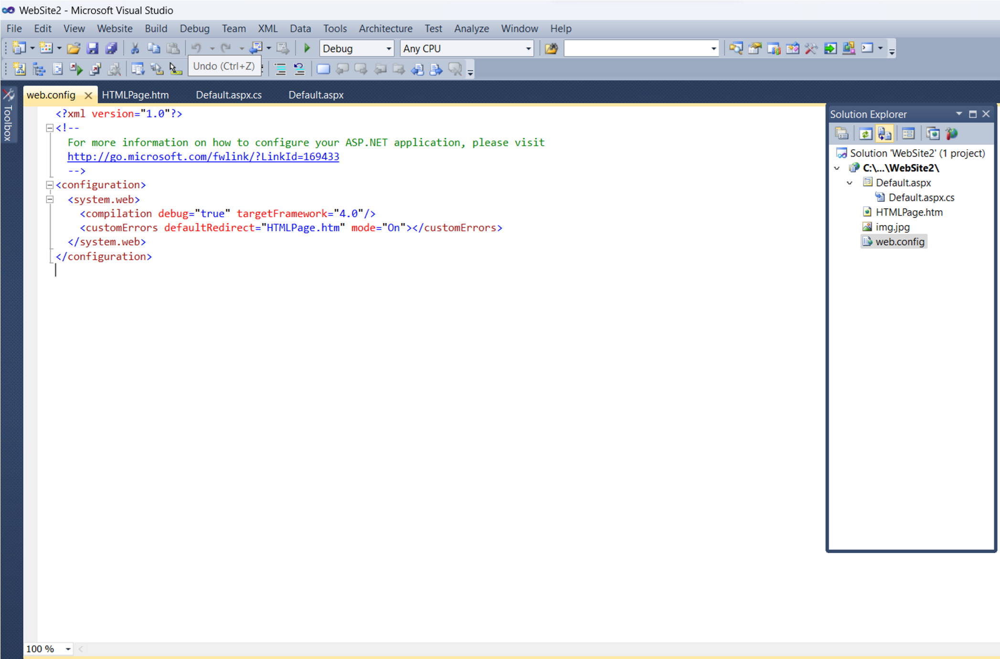 WebSite2 - Microsoft Visual Studio
File Edit View Website Build Debug Team XML Data Tools Architecture Test Analyze Window Help
Debug Any CPU
Undo (Ctrl+Z)
web.config HTMLPage.htm Default.aspx.cs Default.aspx
Toolbox
<?xml version="1.0"?>
<!--
For more information on how to configure your ASP.NET application, please visit
http://go.microsoft.com/fwlink/?LinkId=169433
-->
<configuration>
<system.web>
<compilation debug="true" targetFramework="4.0"/>
<customErrors defaultRedirect="HTMLPage.htm" mode="On"></customErrors>
</system.web>
</configuration>
Solution Explorer
Solution 'WebSite2' (1 project)
C:\...\WebSite2\
Default.aspx
Default.aspx.cs
HTMLPage.htm
img.jpg
web.config
100 %